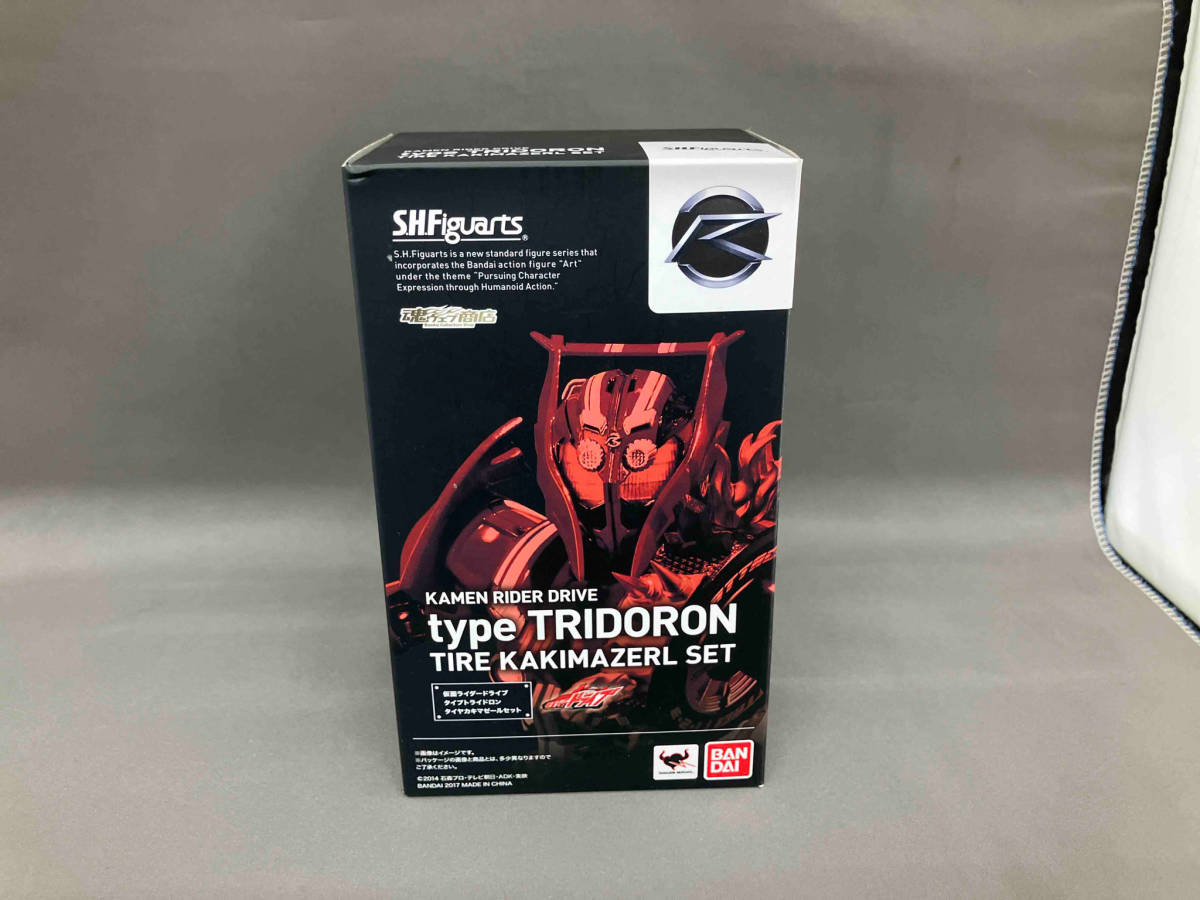 type TRIDORON
TIRE KAKIMAZERL SET
S.H.Figuarts
S.H.Figuarts®
S.H.Figuarts is a new standard figure series that
incorporates the Bandai action figure "Art"
under the theme "Pursuing Character
Expression through Humanoid Action."
魂ウェブ商店
KAMEN RIDER DRIVE
type TRIDORON
TIRE KAKIMAZERL SET
仮面ライダードライブ
タイプトライドロン
タイヤカキマゼールセット
※画像はイメージです。
※パッケージの画像と商品とは、多少異なりますので
ご了承ください。
©2014 石森プロ・テレビ朝日・ADK・東映
BANDAI 2017 MADE IN CHINA
BAN
DAI